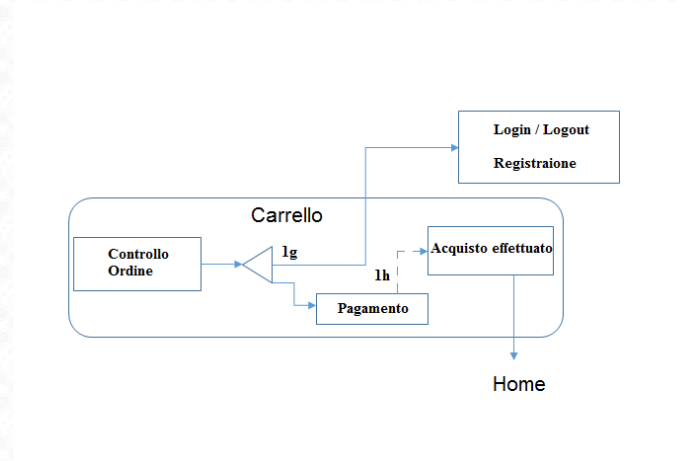 Login / Logout
Registraione
Carrello
Controllo
Ordine
1g
Acquisto effettuato
1h
Pagamento
Home